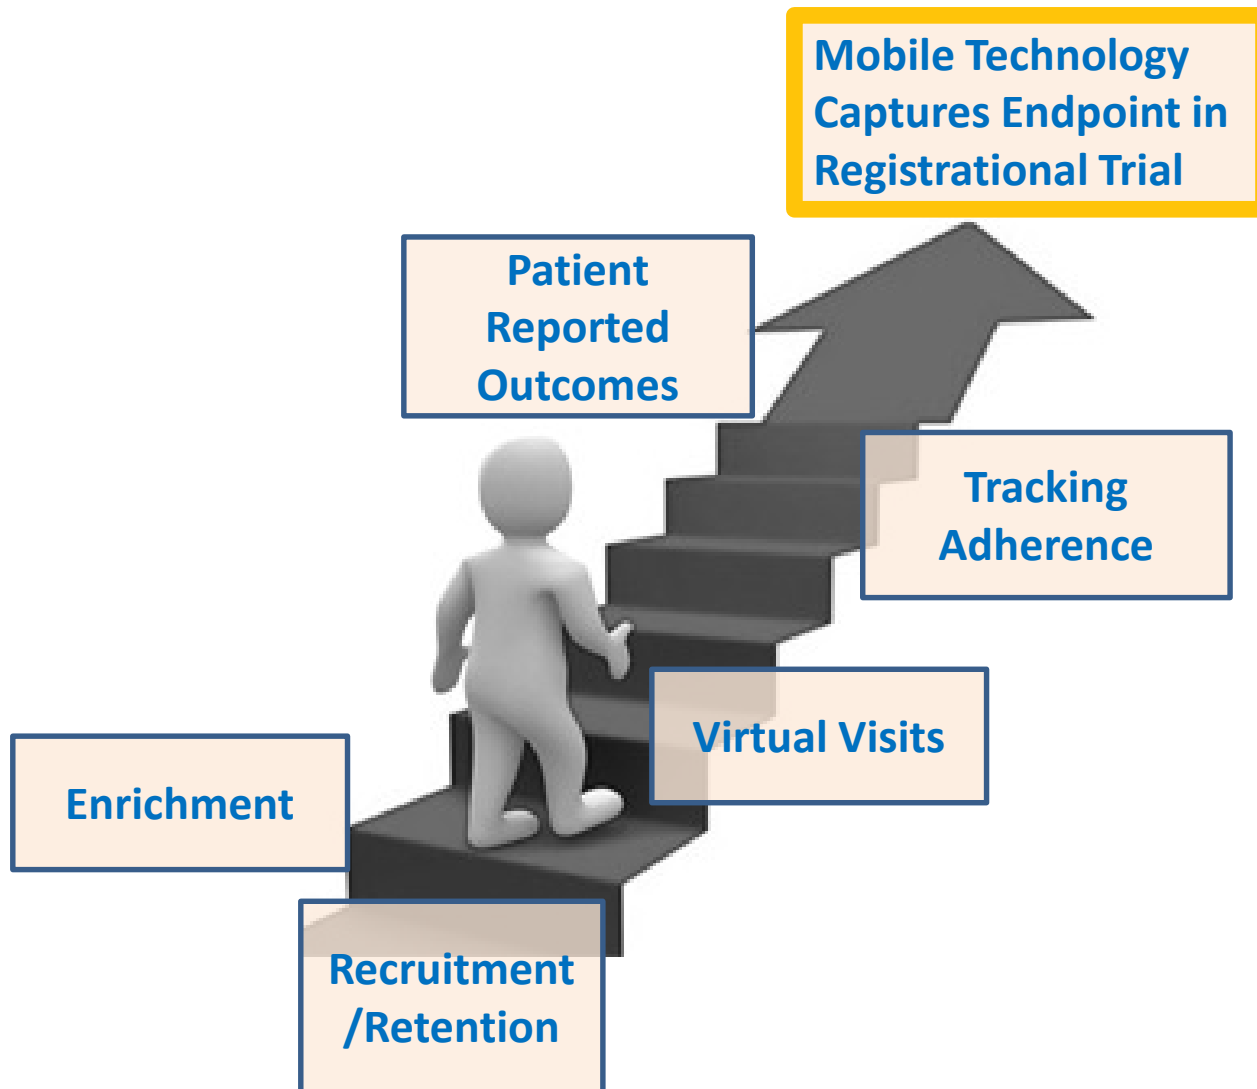 Mobile Technology
Captures Endpoint in
Registrational Trial
Patient
Reported
Outcomes
Tracking
Adherence
Virtual Visits
Enrichment
Recruitment
/Retention